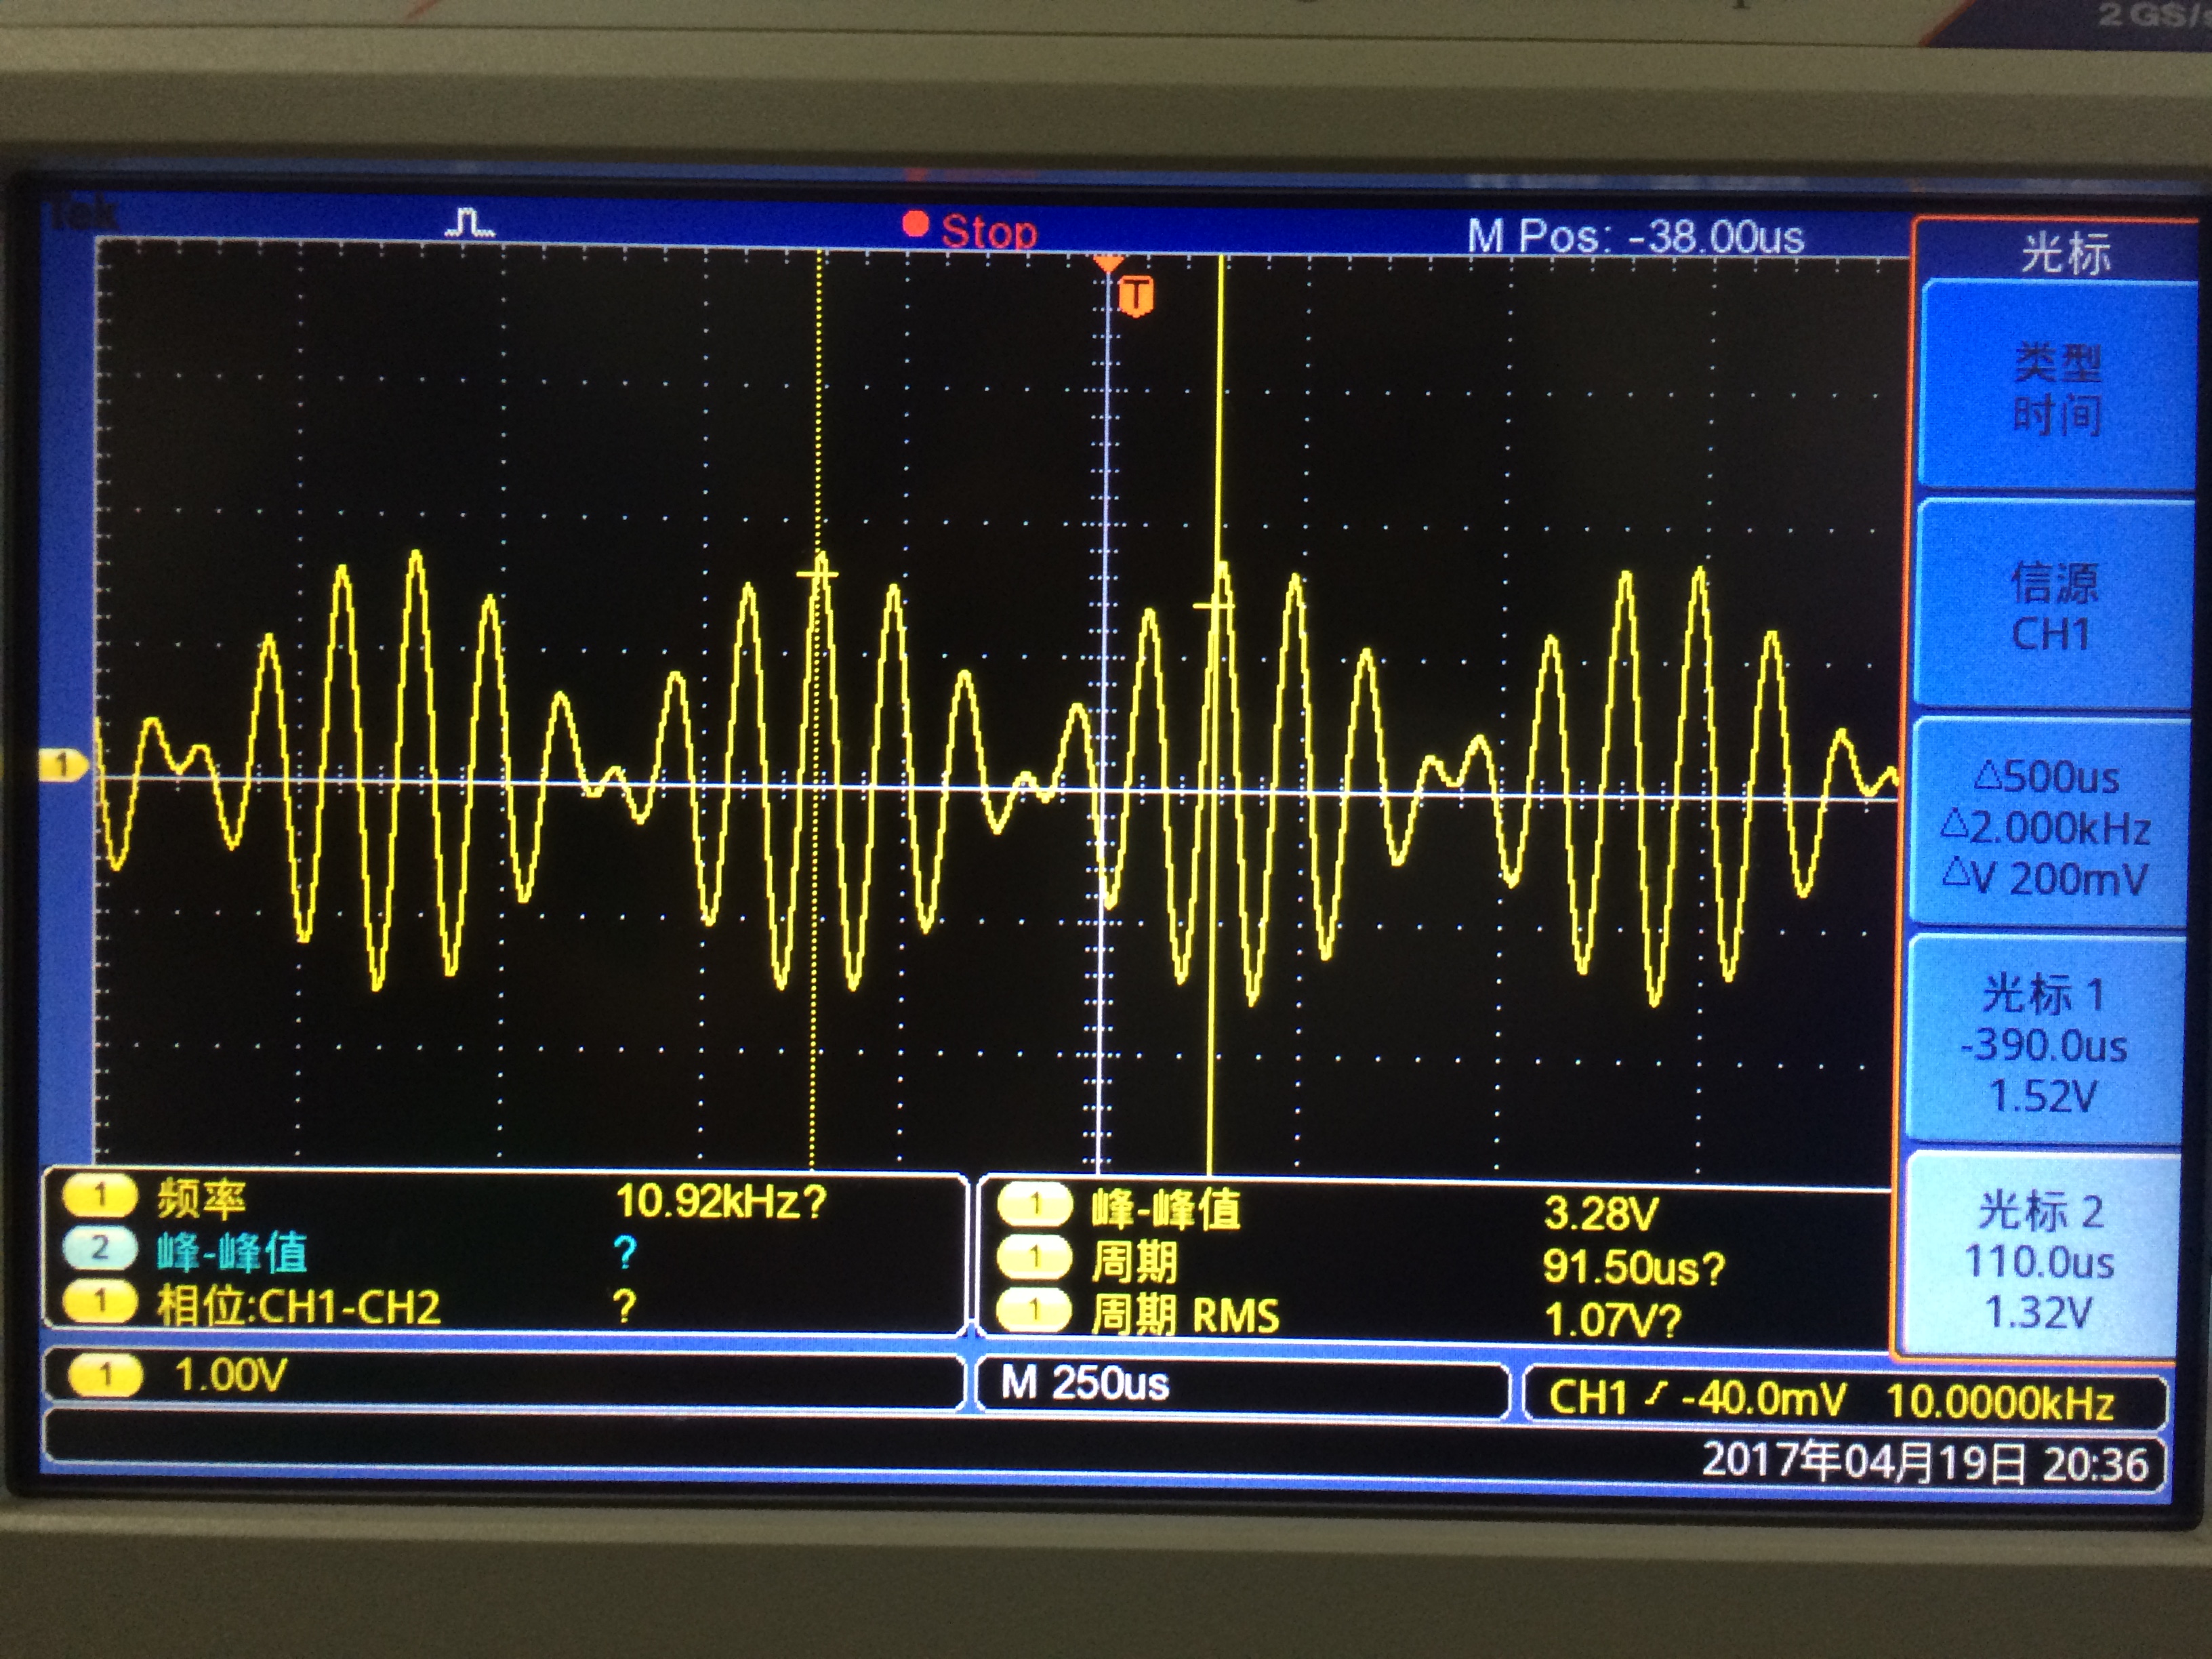 2 GS/s
Tek
Stop
M Pos: -38.00us
T
1
光标
类型
时间
信源
CH1
△500us
△2.000kHz
△V 200mV
光标 1
-390.0us
1.52V
光标 2
110.0us
1.32V
1 频率 10.92kHz?
2 峰-峰值 ?
1 相位:CH1-CH2 ?
1 峰-峰值 3.28V
1 周期 91.50us?
1 周期 RMS 1.07V?
1 1.00V
M 250us
CH1 -40.0mV 10.0000kHz
2017年04月19日 20:36